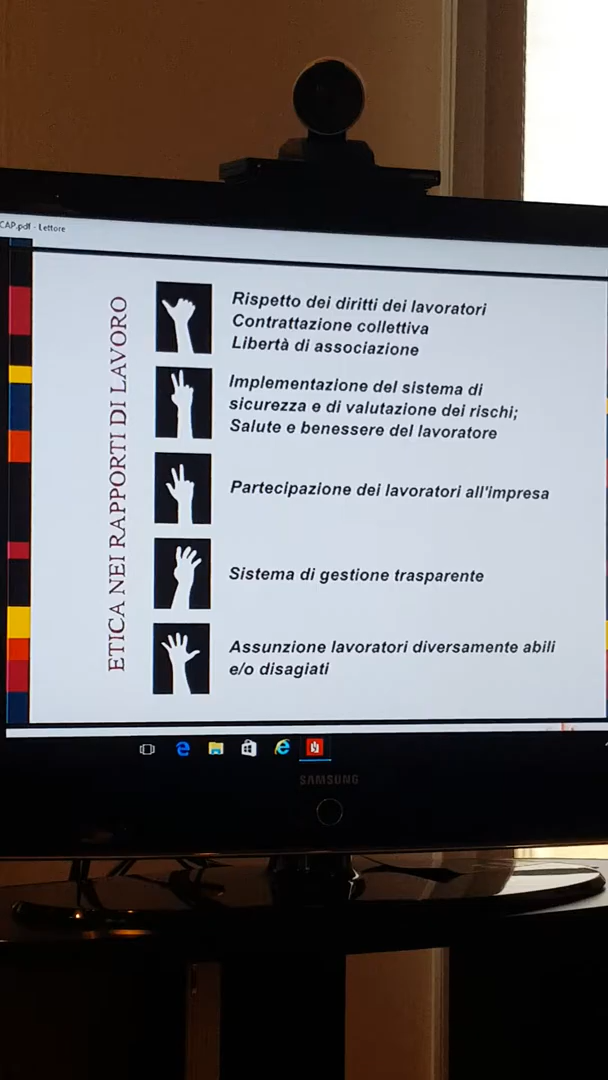 CAP.pdf - Lettore
ETICA NEI RAPPORTI DI LAVORO
Rispetto dei diritti dei lavoratori
Contrattazione collettiva
Libertà di associazione
Implementazione del sistema di
sicurezza e di valutazione dei rischi;
Salute e benessere del lavoratore
Partecipazione dei lavoratori all'impresa
Sistema di gestione trasparente
Assunzione lavoratori diversamente abili
e/o disagiati
SAMSUNG